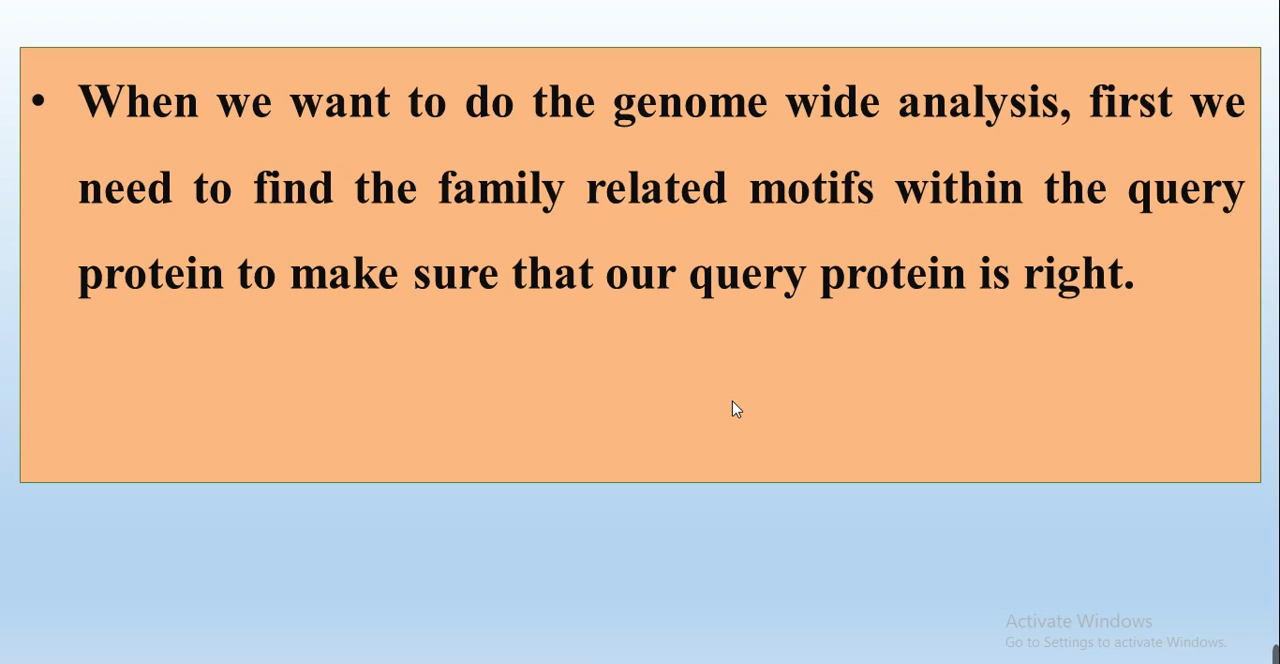 • When we want to do the genome wide analysis, first we
need to find the family related motifs within the query
protein to make sure that our query protein is right.
Activate Windows
Go to Settings to activate Windows.